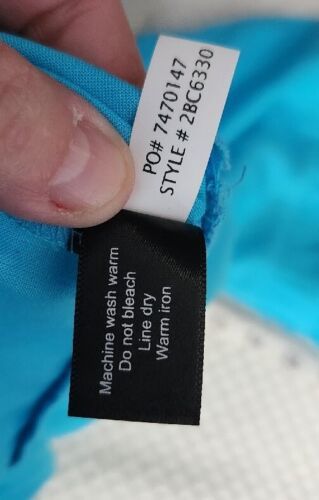 PO# 7470147
STYLE # 2BC6330
Machine wash warm
Do not bleach
Line dry
Warm iron